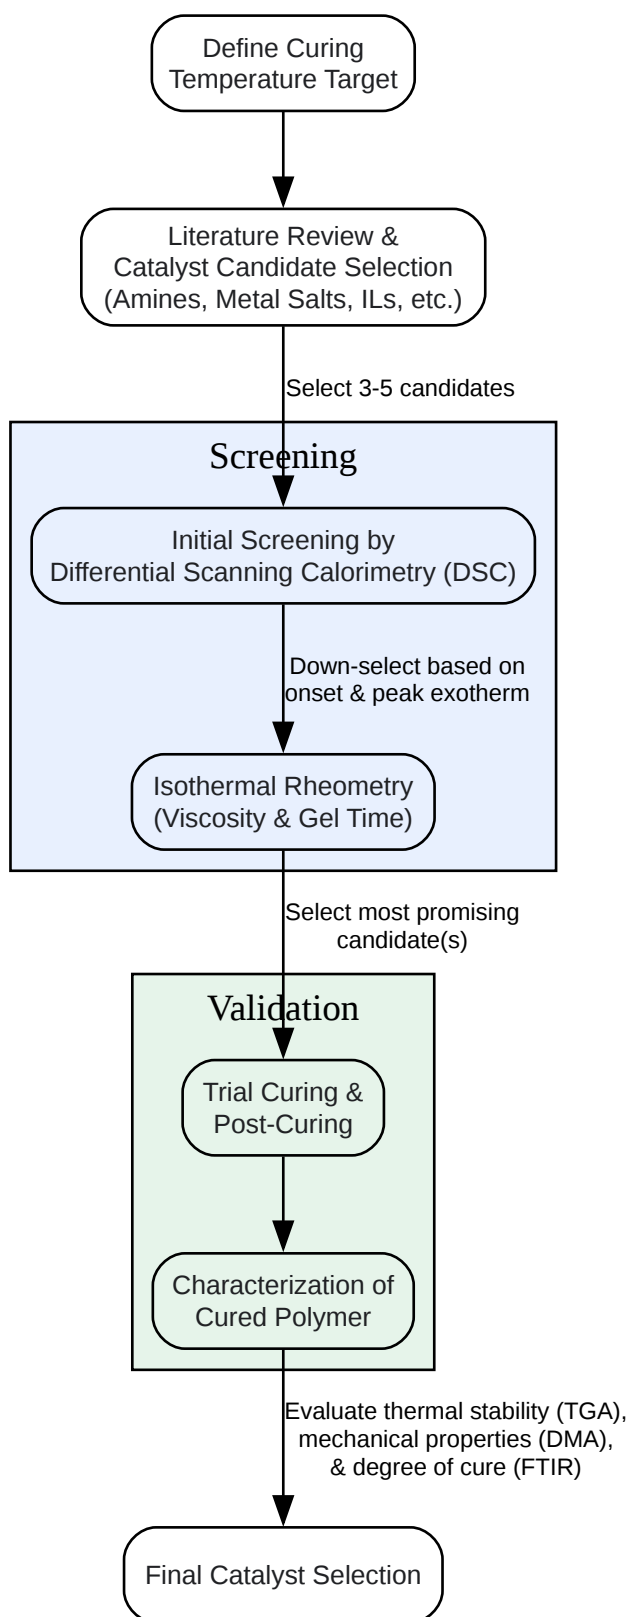 Define Curing
Temperature Target
Literature Review &
Catalyst Candidate Selection
(Amines, Metal Salts, ILs, etc.)
Select 3-5 candidates
Screening
Initial Screening by
Differential Scanning Calorimetry (DSC)
Down-select based on
onset & peak exotherm
Isothermal Rheometry
(Viscosity & Gel Time)
Select most promising
candidate(s)
Validation
Trial Curing &
Post-Curing
Characterization of
Cured Polymer
Evaluate thermal stability (TGA),
mechanical properties (DMA),
& degree of cure (FTIR)
Final Catalyst Selection